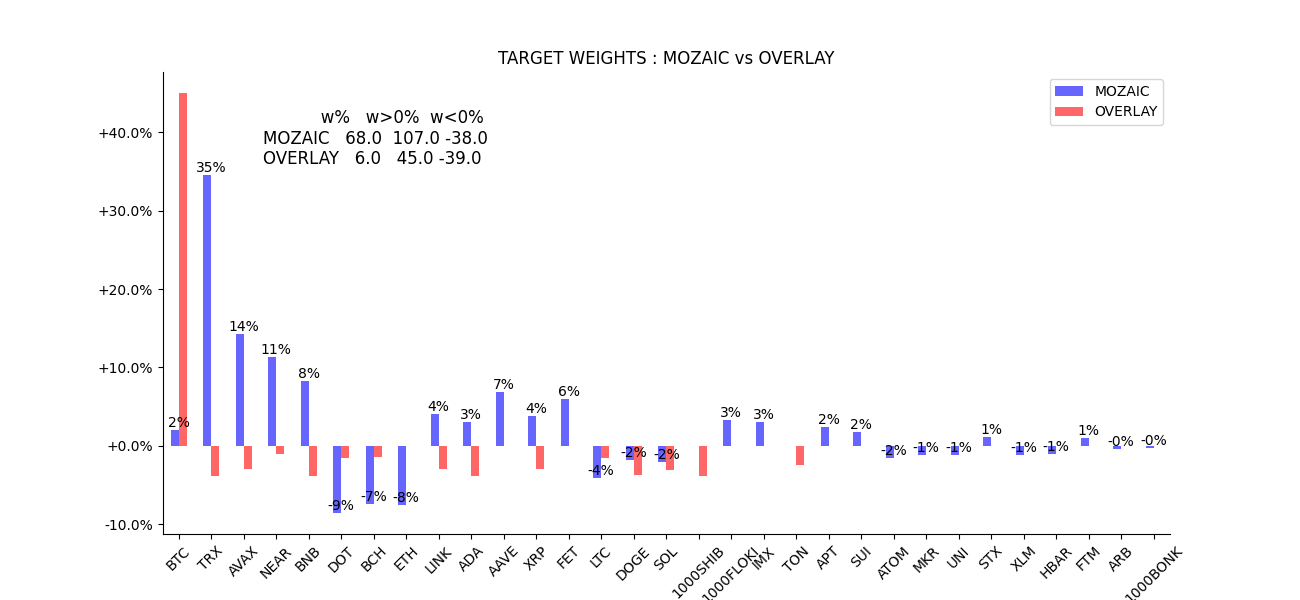 TARGET WEIGHTS : MOZAIC vs OVERLAY
MOZAIC
OVERLAY
w% w>0% w<0%
MOZAIC 68.0 107.0 -38.0
OVERLAY 6.0 45.0 -39.0
+40.0%
+30.0%
+20.0%
+10.0%
+0.0%
-10.0%
2%
35%
14%
11%
8%
-9%
-7%
-8%
4%
3%
7%
4%
6%
-4%
-2%
-2%
3%
3%
2%
2%
-2%
-1%
-1%
1%
-1%
-1%
1%
-0%
-0%
BTC
TRX
AVAX
NEAR
BNB
DOT
BCH
ETH
LINK
ADA
AAVE
XRP
FET
LTC
DOGE
SOL
1000SHIB
1000FLOKI
IMX
TON
APT
SUI
ATOM
MKR
UNI
STX
XLM
HBAR
FTM
ARB
1000BONK